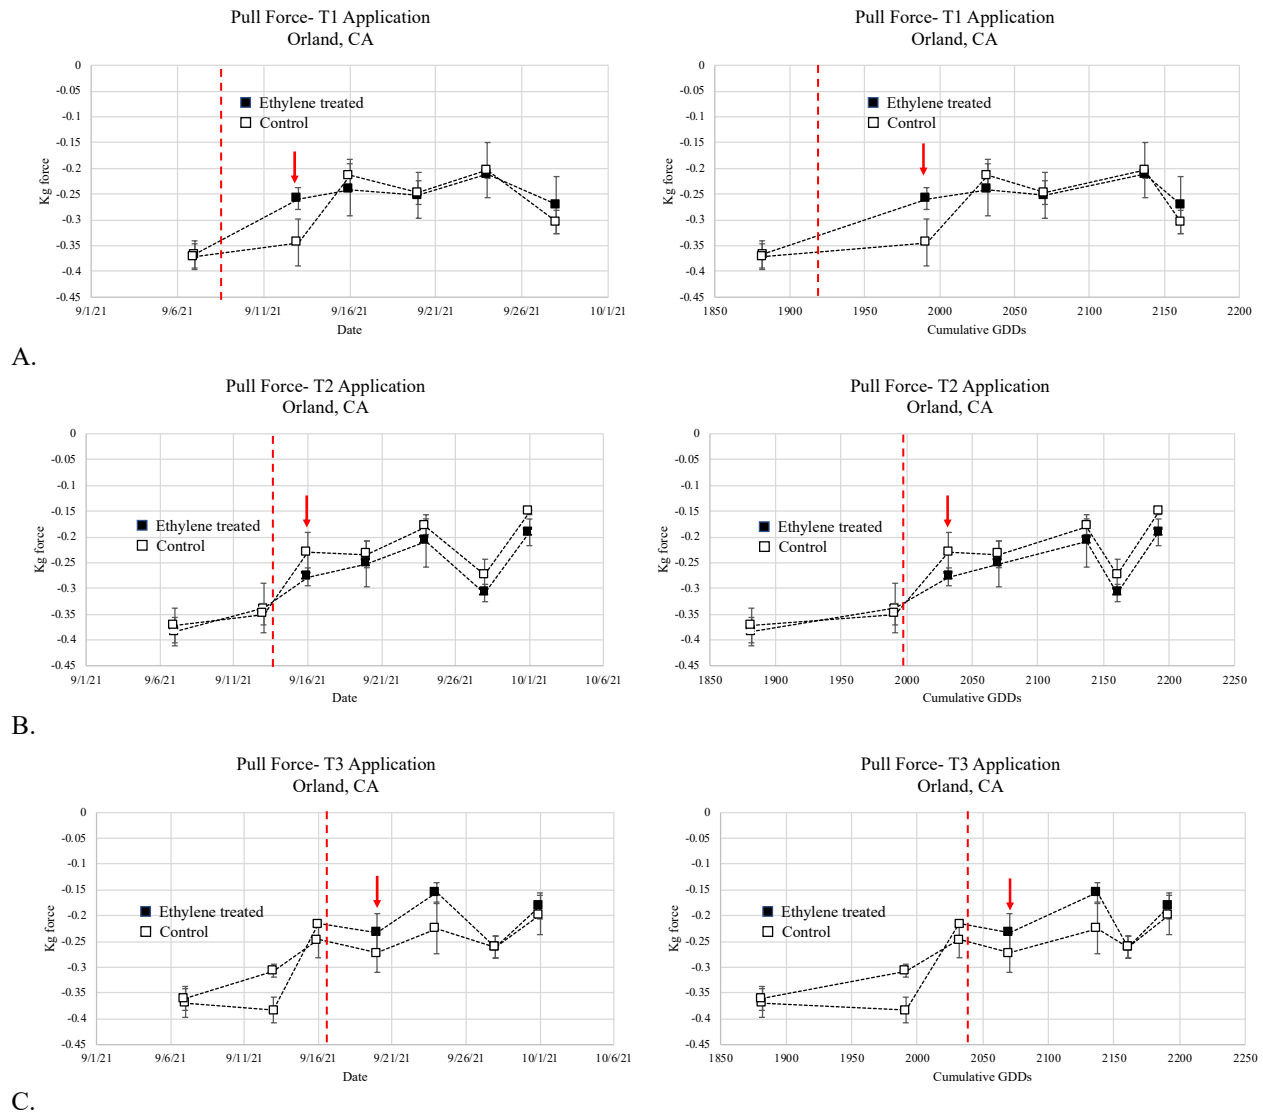 Pull Force- T1 Application
Orland, CA
0
-0.05
-0.1
-0.15
-0.2
-0.25
-0.3
-0.35
-0.4
-0.45
Kg force
Ethylene treated
Control
9/1/21 9/6/21 9/11/21 9/16/21 9/21/21 9/26/21 10/1/21
Date
Pull Force- T1 Application
Orland, CA
0
-0.05
-0.1
-0.15
-0.2
-0.25
-0.3
-0.35
-0.4
-0.45
Kg force
Ethylene treated
Control
1850 1900 1950 2000 2050 2100 2150 2200
Cumulative GDDs
A.
Pull Force- T2 Application
Orland, CA
0
-0.05
-0.1
-0.15
-0.2
-0.25
-0.3
-0.35
-0.4
-0.45
Kg force
Ethylene treated
Control
9/1/21 9/6/21 9/11/21 9/16/21 9/21/21 9/26/21 10/1/21 10/6/21
Date
Pull Force- T2 Application
Orland, CA
0
-0.05
-0.1
-0.15
-0.2
-0.25
-0.3
-0.35
-0.4
-0.45
Kg force
Ethylene treated
Control
1850 1900 1950 2000 2050 2100 2150 2200 2250
Cumulative GDDs
B.
Pull Force- T3 Application
Orland, CA
0
-0.05
-0.1
-0.15
-0.2
-0.25
-0.3
-0.35
-0.4
-0.45
Kg force
Ethylene treated
Control
9/1/21 9/6/21 9/11/21 9/16/21 9/21/21 9/26/21 10/1/21 10/6/21
Date
Pull Force- T3 Application
Orland, CA
0
-0.05
-0.1
-0.15
-0.2
-0.25
-0.3
-0.35
-0.4
-0.45
Kg force
Ethylene treated
Control
1850 1900 1950 2000 2050 2100 2150 2200 2250
Cumulative GDDs
C.